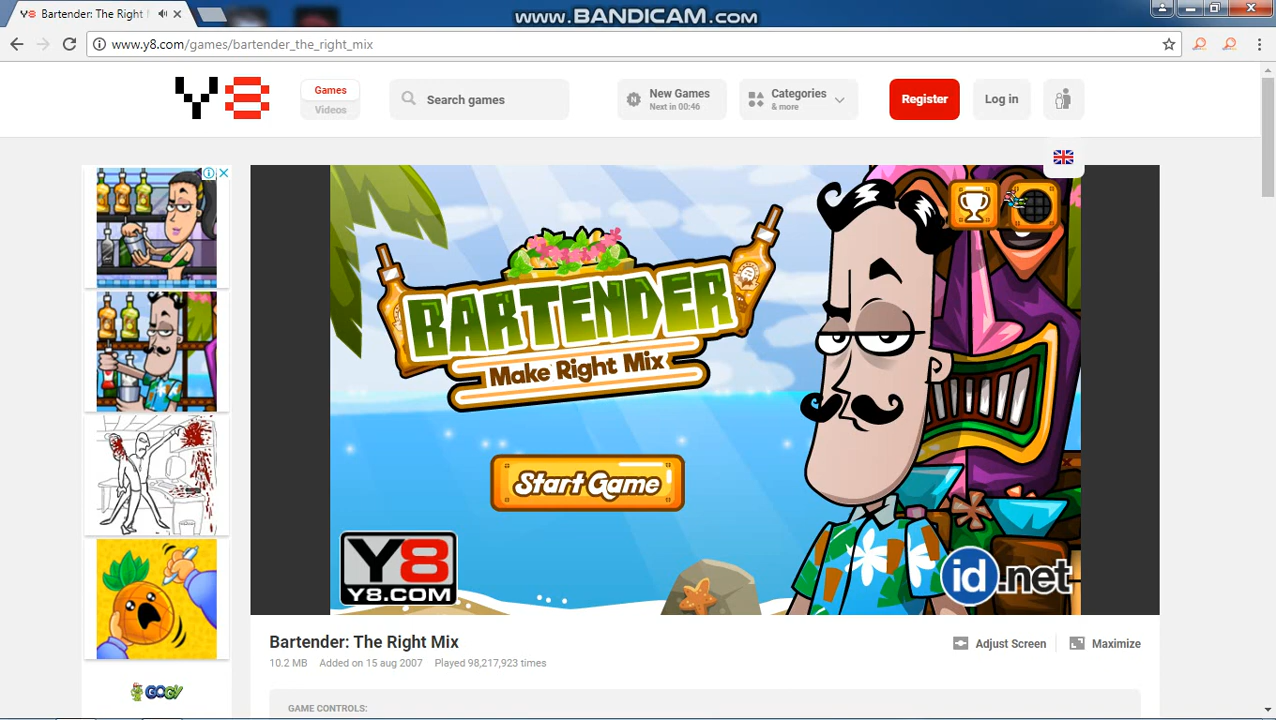 www.BANDICAM.com
Y8 Bartender: The Right
www.y8.com/games/bartender_the_right_mix
Y8
Games
Videos
Search games
N
New Games
Next in 00:46
Categories
& more
Register
Log in
BARTENDER
Make Right Mix
Start Game
Y8
Y8.COM
id.net
GOGY
Bartender: The Right Mix
Adjust Screen
Maximize
10.2 MB Added on 15 aug 2007 Played 98,217,923 times
GAME CONTROLS: